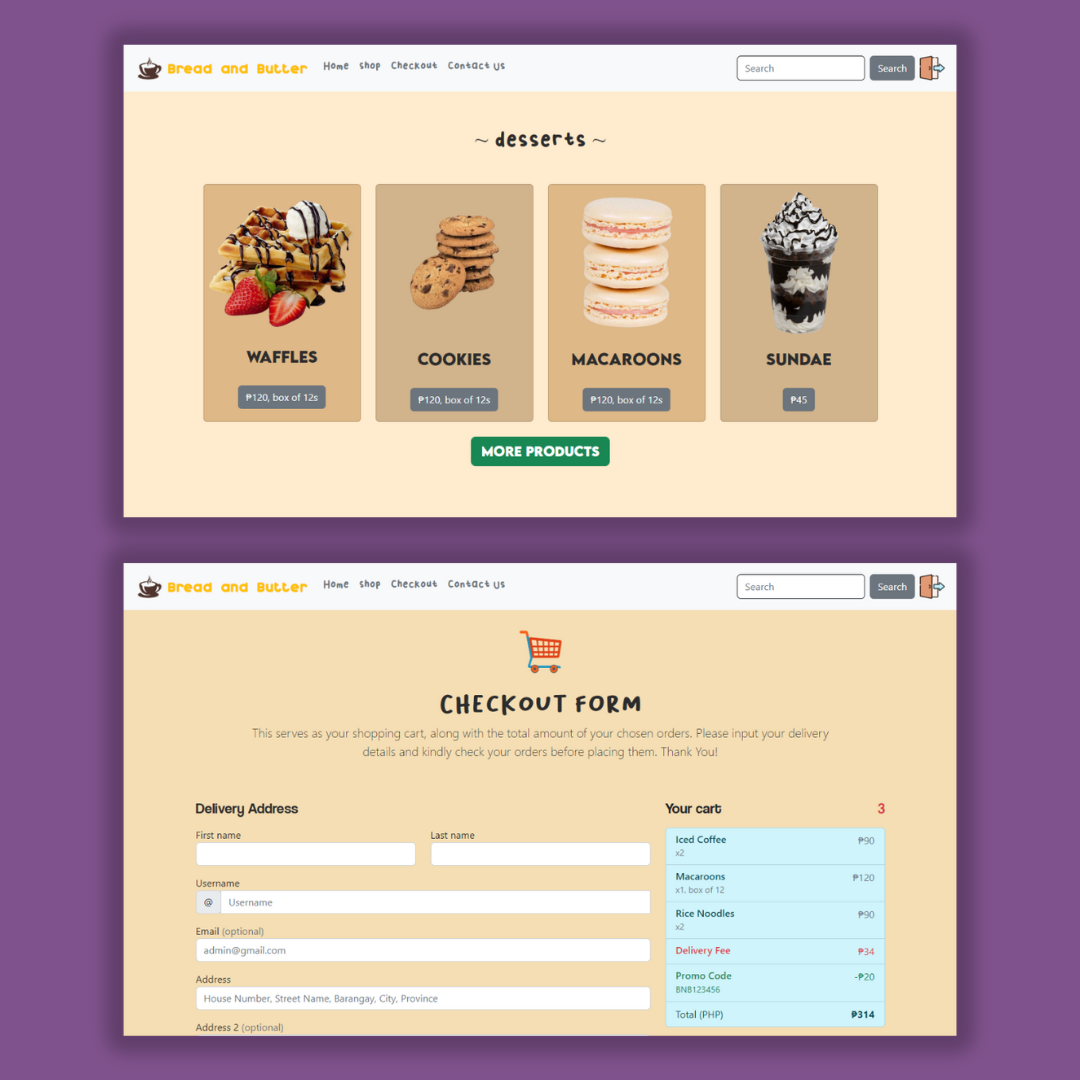 Bread and Butter Home Shop Checkout Contact Us Search Search
~ desserts ~
WAFFLES
₱120, box of 12s
COOKIES
₱120, box of 12s
MACAROONS
₱120, box of 12s
SUNDAE
₱45
MORE PRODUCTS
Bread and Butter Home Shop Checkout Contact Us Search Search
CHECKOUT FORM
This serves as your shopping cart, along with the total amount of your chosen orders. Please input your delivery
details and kindly check your orders before placing them. Thank You!
Delivery Address
First name Last name
Username
@ Username
Email (optional)
admin@gmail.com
Address
House Number, Street Name, Barangay, City, Province
Address 2 (optional)
Your cart 3
Iced Coffee ₱90
x2
Macaroons ₱120
x1, box of 12
Rice Noodles ₱90
x2
Delivery Fee ₱34
Promo Code -₱20
BNB123456
Total (PHP) ₱314